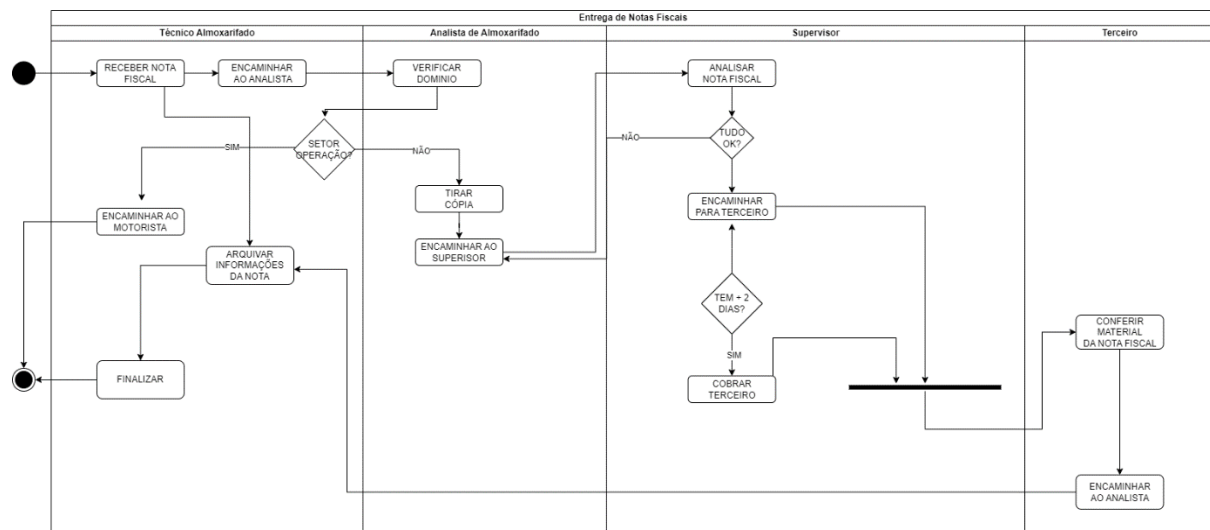 Entrega de Notas Fiscais
Técnico Almoxarifado
Analista de Almoxarifado
Supervisor
Terceiro
RECEBER NOTA
FISCAL
ENCAMINHAR
AO ANALISTA
VERIFICAR
DOMINIO
ANALISAR
NOTA FISCAL
SETOR
OPERAÇÃO?
SIM
NÃO
NÃO
TUDO
OK?
TIRAR
CÓPIA
ENCAMINHAR
PARA TERCEIRO
ENCAMINHAR AO
MOTORISTA
ENCAMINHAR AO
SUPERISOR
ARQUIVAR
INFORMAÇÕES
DA NOTA
TEM + 2
DIAS?
CONFERIR
MATERIAL
DA NOTA FISCAL
SIM
FINALIZAR
COBRAR
TERCEIRO
ENCAMINHAR
AO ANALISTA